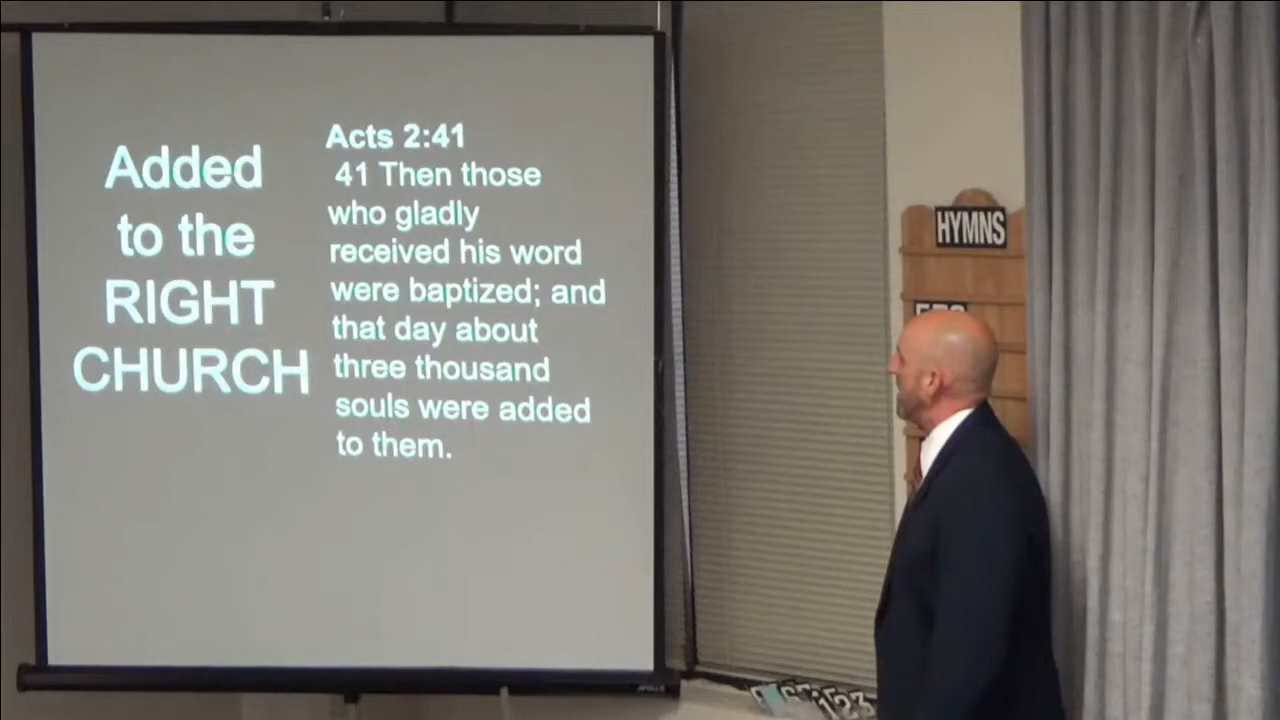 Added
to the
RIGHT
CHURCH
Acts 2:41
41 Then those
who gladly
received his word
were baptized; and
that day about
three thousand
souls were added
to them.
HYMNS
APOLLO